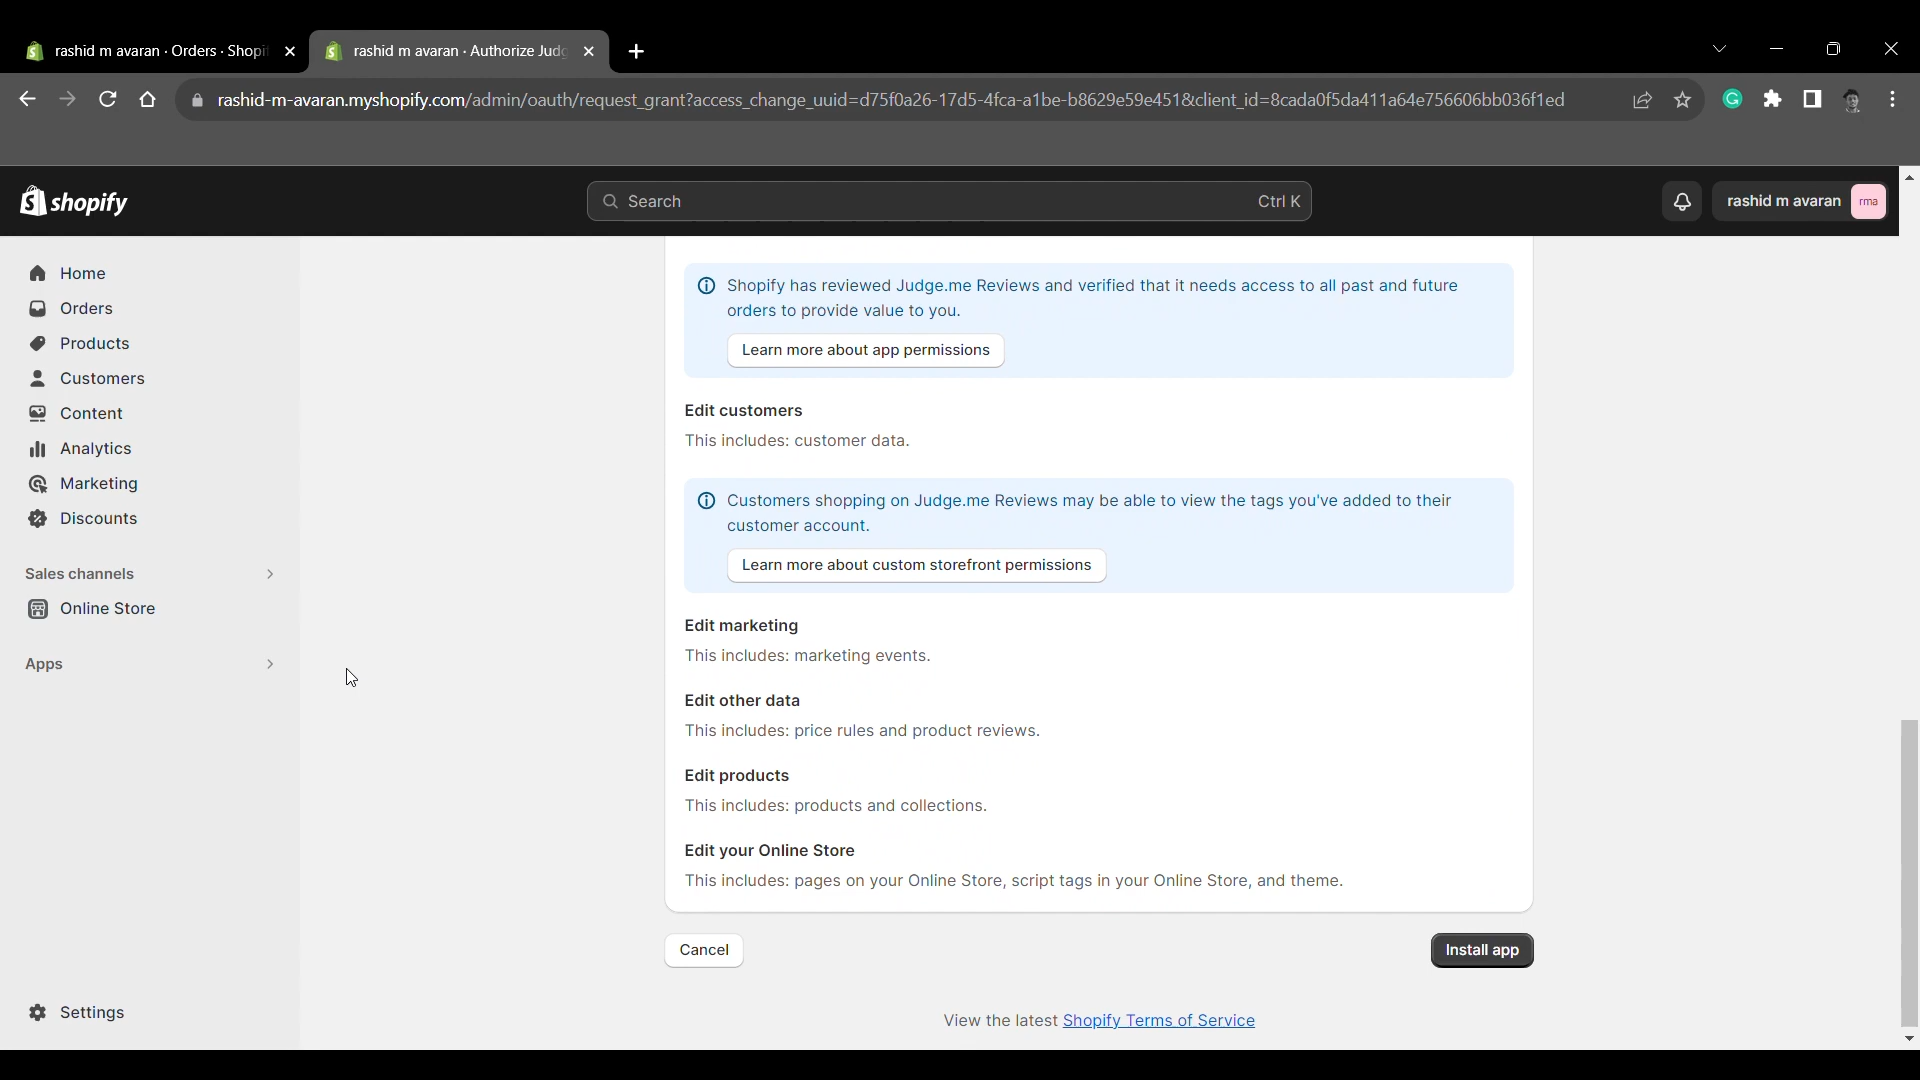 rashid m avaran · Orders · Shopi
rashid m avaran · Authorize Judg
rashid-m-avaran.myshopify.com/admin/oauth/request_grant?access_change_uuid=d75f0a26-17d5-4fca-a1be-b8629e59e451&client_id=8cada0f5da411a64e756606bb036f1ed
shopify
Search
Ctrl K
rashid m avaran
rma
Home
Orders
Products
Customers
Content
Analytics
Marketing
Discounts
Sales channels
Online Store
Apps
Settings
Shopify has reviewed Judge.me Reviews and verified that it needs access to all past and future
orders to provide value to you.
Learn more about app permissions
Edit customers
This includes: customer data.
Customers shopping on Judge.me Reviews may be able to view the tags you've added to their
customer account.
Learn more about custom storefront permissions
Edit marketing
This includes: marketing events.
Edit other data
This includes: price rules and product reviews.
Edit products
This includes: products and collections.
Edit your Online Store
This includes: pages on your Online Store, script tags in your Online Store, and theme.
Cancel
Install app
View the latest Shopify Terms of Service